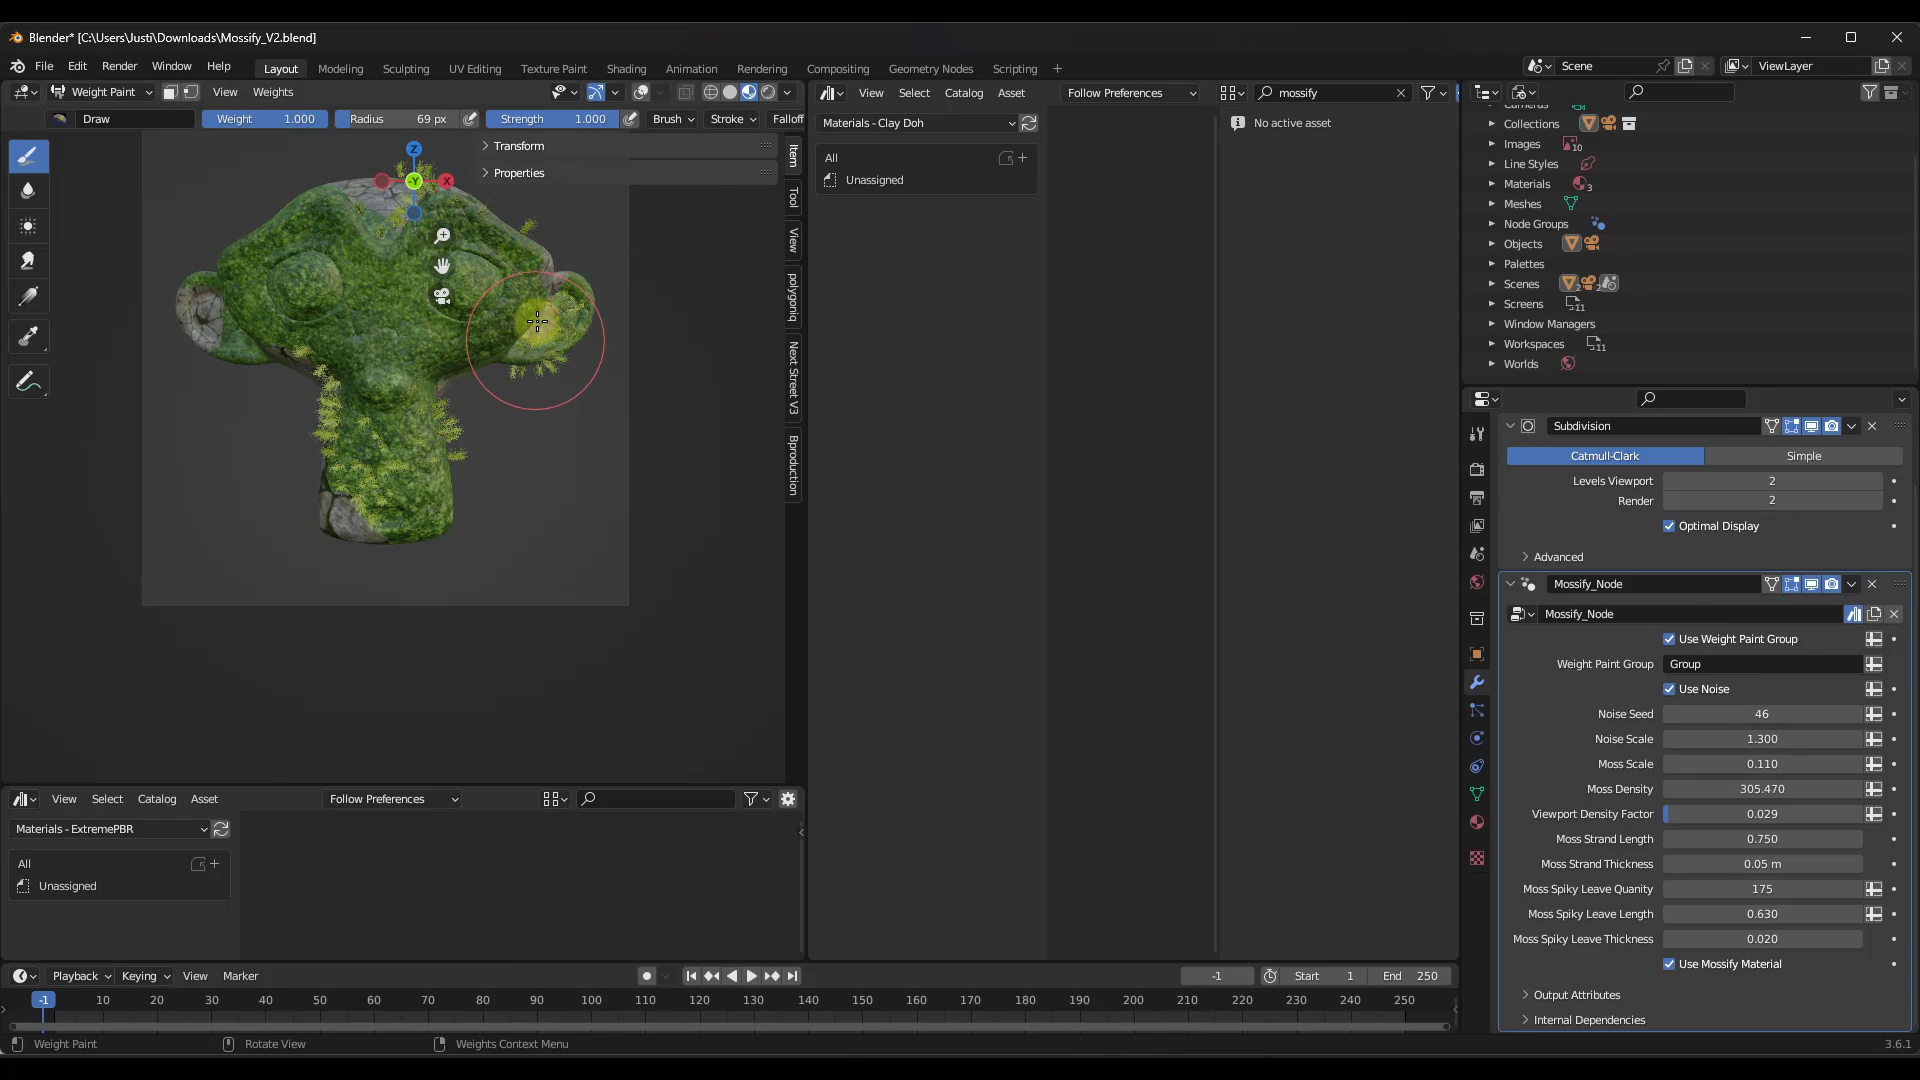 Blender* [C:\Users\Justi\Downloads\Mossify_V2.blend]
File Edit Render Window Help
Layout Modeling Sculpting UV Editing Texture Paint Shading Animation Rendering Compositing Geometry Nodes Scripting +
Scene
ViewLayer
Weight Paint View Weights
Draw Weight 1.000 Radius 69 px Strength 1.000 Brush Stroke Falloff
Transform
Properties
Z
-Y
X
Item
Tool
View
polygoniq
Next Street V3
Bproduction
View Select Catalog Asset Follow Preferences mossify
Materials - Clay Doh
No active asset
All
Unassigned
Cameras
Collections
Images 10
Line Styles
Materials 3
Meshes
Node Groups
Objects
Palettes
Scenes 2 2
Screens 11
Window Managers
Workspaces 11
Worlds
Subdivision
Catmull-Clark Simple
Levels Viewport 2
Render 2
Optimal Display
Advanced
Mossify_Node
Mossify_Node
Use Weight Paint Group
Weight Paint Group Group
Use Noise
Noise Seed 46
Noise Scale 1.300
Moss Scale 0.110
Moss Density 305.470
Viewport Density Factor 0.029
Moss Strand Length 0.750
Moss Strand Thickness 0.05 m
Moss Spiky Leave Quanity 175
Moss Spiky Leave Length 0.630
Moss Spiky Leave Thickness 0.020
Use Mossify Material
Output Attributes
Internal Dependencies
View Select Catalog Asset Follow Preferences
Materials - ExtremePBR
All
Unassigned
Playback Keying View Marker -1 Start 1 End 250
-1 10 20 30 40 50 60 70 80 90 100 110 120 130 140 150 160 170 180 190 200 210 220 230 240 250
Weight Paint Rotate View Weights Context Menu 3.6.1